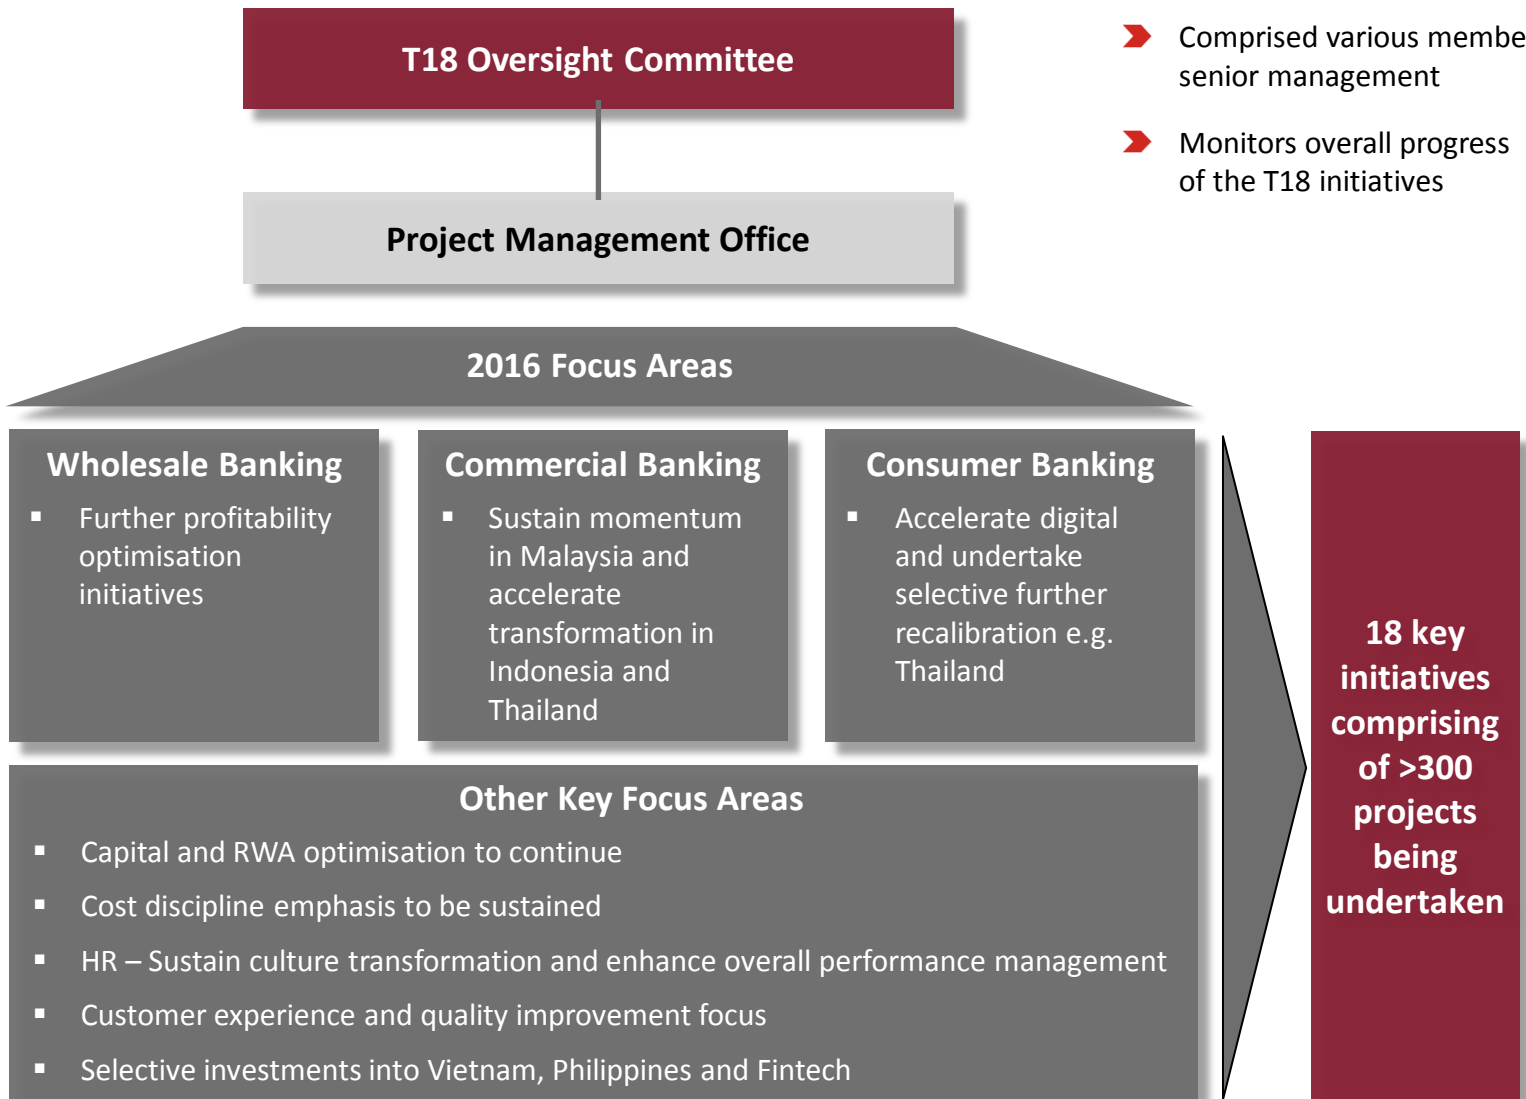 T18 Oversight Committee
Comprised various membe
senior management
Monitors overall progress
of the T18 initiatives
Project Management Office
2016 Focus Areas
Wholesale Banking
▪ Further profitability
optimisation
initiatives
Commercial Banking
▪ Sustain momentum
in Malaysia and
accelerate
transformation in
Indonesia and
Thailand
Consumer Banking
▪ Accelerate digital
and undertake
selective further
recalibration e.g.
Thailand
Other Key Focus Areas
▪ Capital and RWA optimisation to continue
▪ Cost discipline emphasis to be sustained
▪ HR – Sustain culture transformation and enhance overall performance management
▪ Customer experience and quality improvement focus
▪ Selective investments into Vietnam, Philippines and Fintech
18 key
initiatives
comprising
of >300
projects
being
undertaken